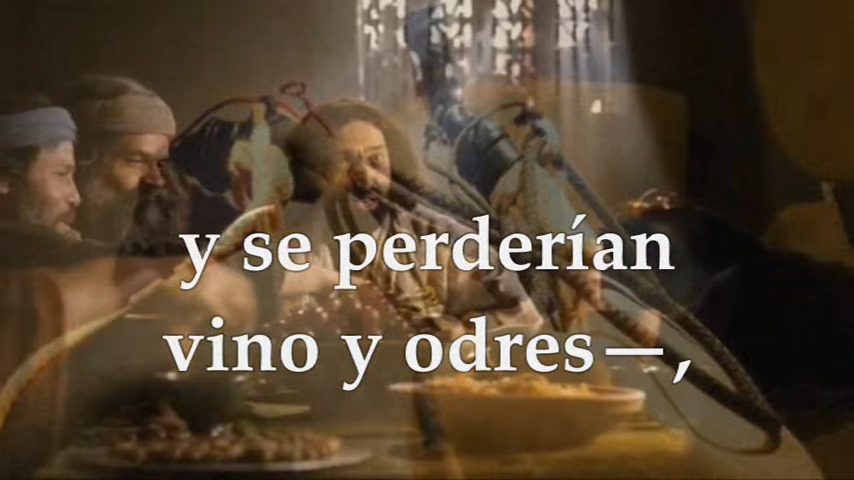 y se perderían
vino y odres—,